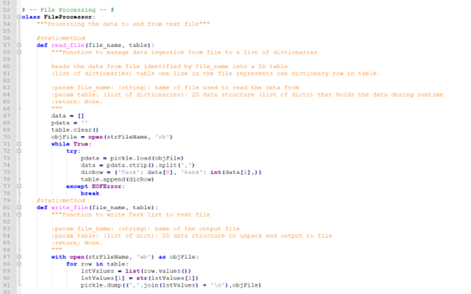 51
52 # -- File Processing -- #
53 class FileProcessor:
54 """Processing the data to and from text file"""
55
56 @staticmethod
57 def read_file(file_name, table):
58 """Function to manage data ingestion from file to a list of dictionaries
59
60 Reads the data from file identified by file_name into a 2D table
61 (list of dictionaries) table one line in the file represents one dictionary row in table.
62
63 :param file_name: (string): name of file used to read the data from
64 :param table: (list of dictionaries): 2D data structure (list of dicts) that holds the data during runtime
65 :return: None.
66 """
67 data = []
68 pdata = ''
69 table.clear()
70 objFile = open(strFileName, 'rb')
71 while True:
72 try:
73 pdata = pickle.load(objFile)
74 data = pdata.strip().split(",")
75 dicRow = {'Task': data[0], 'Rank': int(data[1],)}
76 table.append(dicRow)
77 except EOFError:
78 break
79 @staticmethod
80 def write_file(file_name, table):
81 """Function to write Task list to text file
82
83 :param file_name: (string): name of the output file
84 :param table: (list of dict): 2D data structure to unpack and output to file
85 :return: None.
86 """
87 with open(strFileName, 'wb') as objFile:
88 for row in table:
89 lstValues = list(row.values())
90 lstValues[1] = str(lstValues[1])
91 pickle.dump((','.join(lstValues) + '\n'),objFile)
92